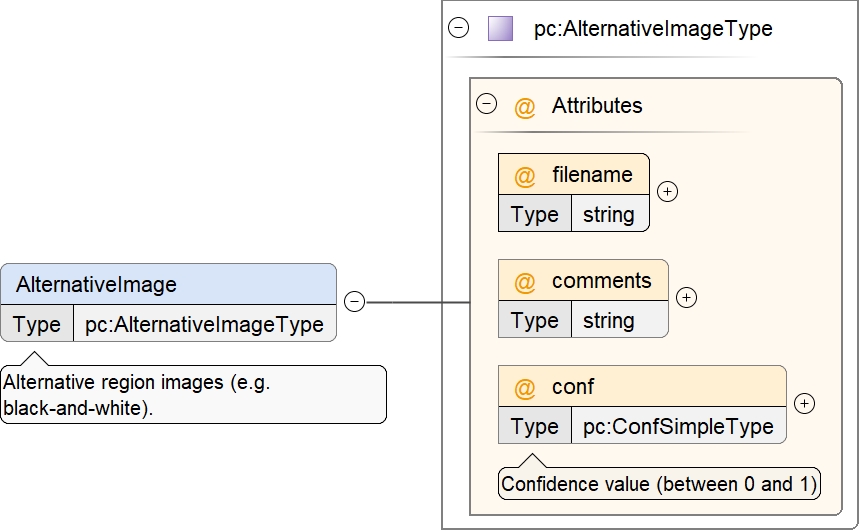 pc:AlternativeImageType
@ Attributes
@ filename
Type string
@ comments
Type string
@ conf
Type pc:ConfSimpleType
Confidence value (between 0 and 1)
AlternativeImage
Type pc:AlternativeImageType
Alternative region images (e.g.
black-and-white).